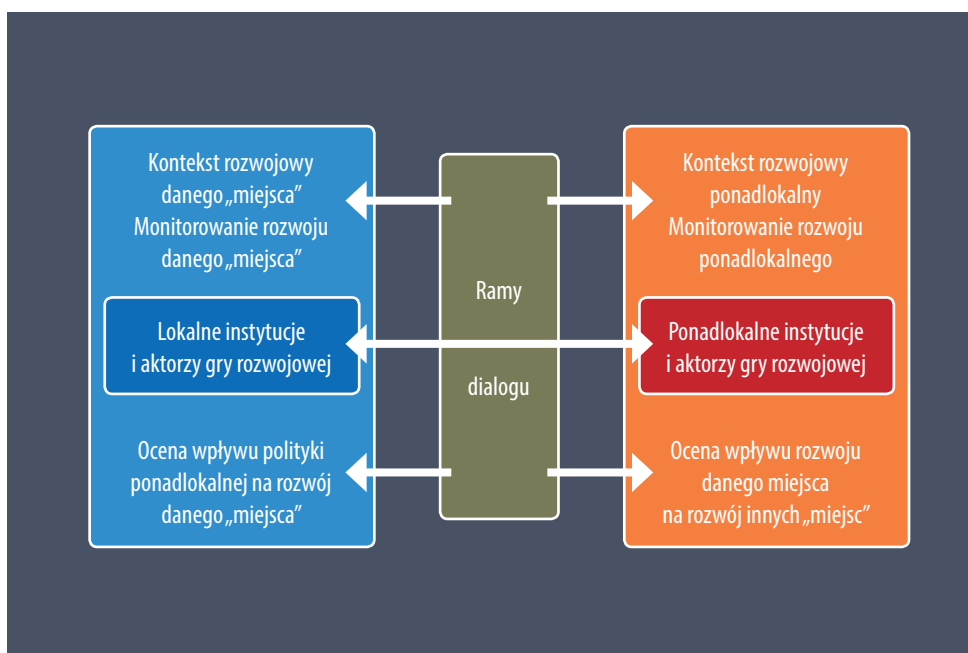 Kontekst rozwojowy
danego „miejsca”
Monitorowanie rozwoju
danego „miejsca”
Lokalne instytucje
i aktorzy gry rozwojowej
Ocena wpływu polityki
ponadlokalnej na rozwój
danego „miejsca”
Ramy
dialogu
Kontekst rozwojowy
ponadlokalny
Monitorowanie rozwoju
ponadlokalnego
Ponadlokalne instytucje
i aktorzy gry rozwojowej
Ocena wpływu rozwoju
danego miejsca
na rozwój innych „miejsc”